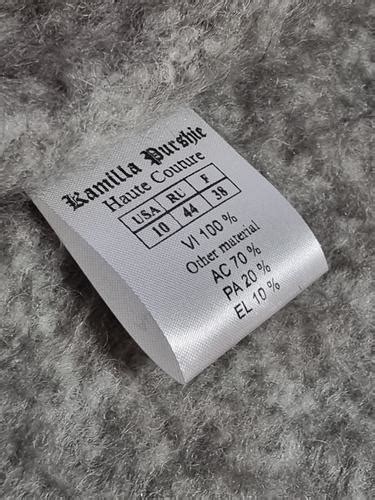 Kamilla Purshie
Haute Couture
USA RU F
10 44 38
VI 100 %
Other material
AC 70 %
PA 20 %
EL 10 %